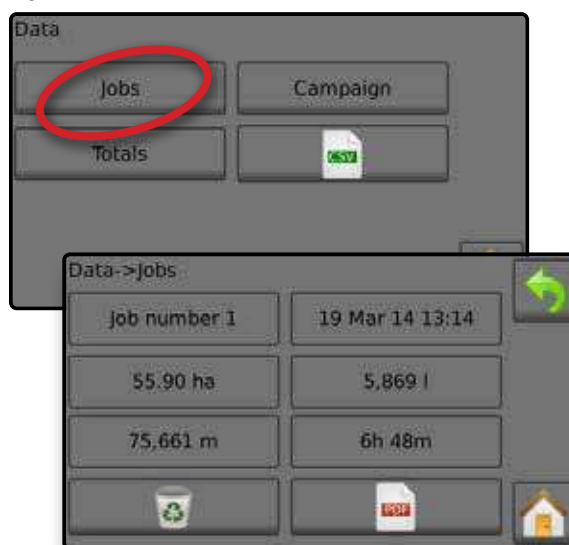 Data
Jobs Campaign
Totals CSV
Data->Jobs
Job number 1 19 Mar 14 13:14
55.90 ha 5,869 l
75,661 m 6h 48m
PDF